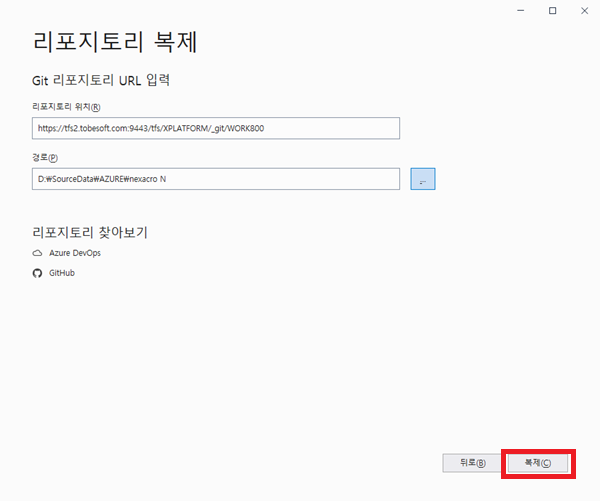 리포지토리 복제
Git 리포지토리 URL 입력
리포지토리 위치(R)
https://tfs2.tobesoft.com:9443/tfs/XPLATFORM/_git/WORK800
경로(P)
D:₩SourceData₩AZURE₩nexacro N
...
리포지토리 찾아보기
Azure DevOps
GitHub
뒤로(B)
복제(C)